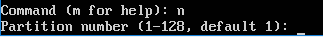 Command (m for help): n
Partition number (1-128, default 1): _